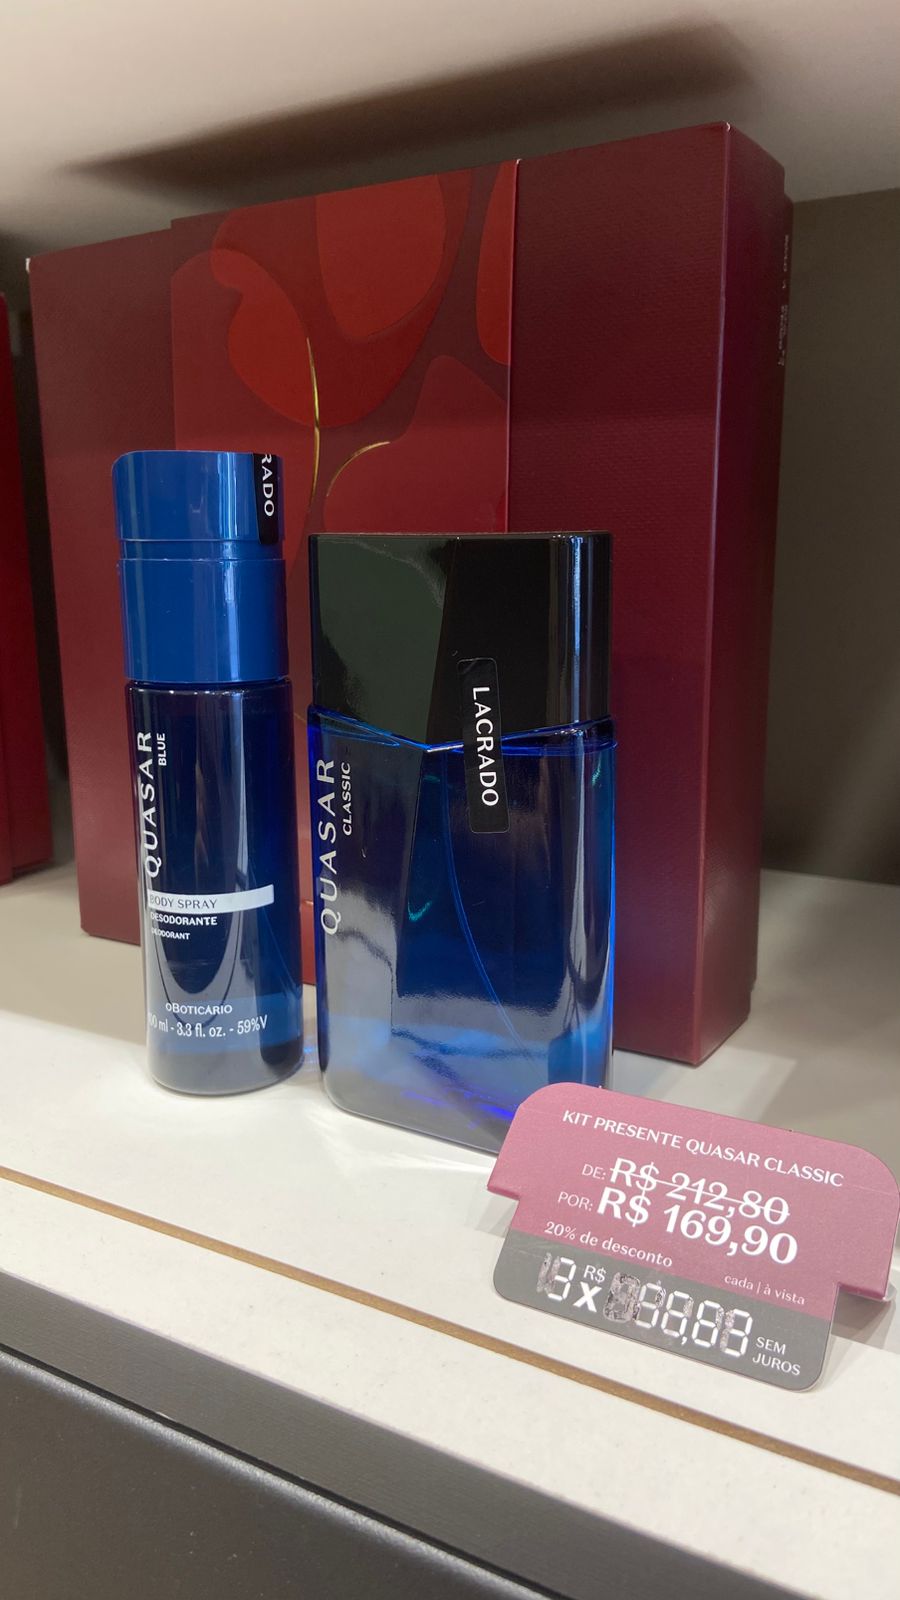 RADO
QUASAR
BLUE
BODY SPRAY
DESODORANTE
DEODORANT
oBOTICÁRIO
00 ml - 3.3 fl. oz. - 59%V
LACRADO
QUASAR
CLASSIC
KIT PRESENTE QUASAR CLASSIC
DE: R$ 212,80
POR: R$ 169,90
20% de desconto
cada | à vista
R$
SEM
JUROS